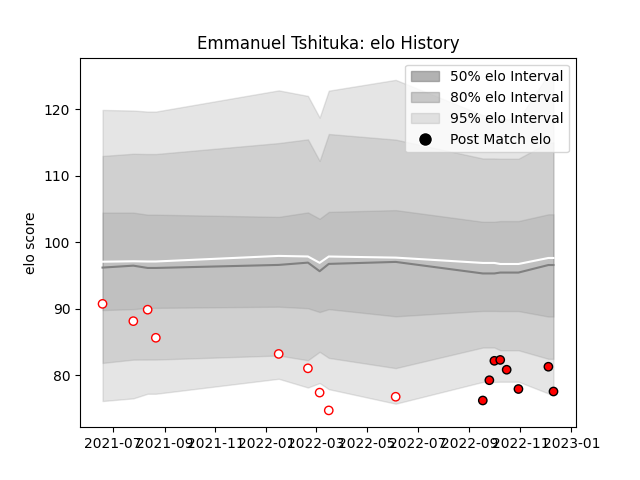 Emmanuel Tshituka: elo History
50% elo Interval
80% elo Interval
95% elo Interval
Post Match elo
elo score
120
110
100
90
80
2021-07 2021-09 2021-11 2022-01 2022-03 2022-05 2022-07 2022-09 2022-11 2023-01